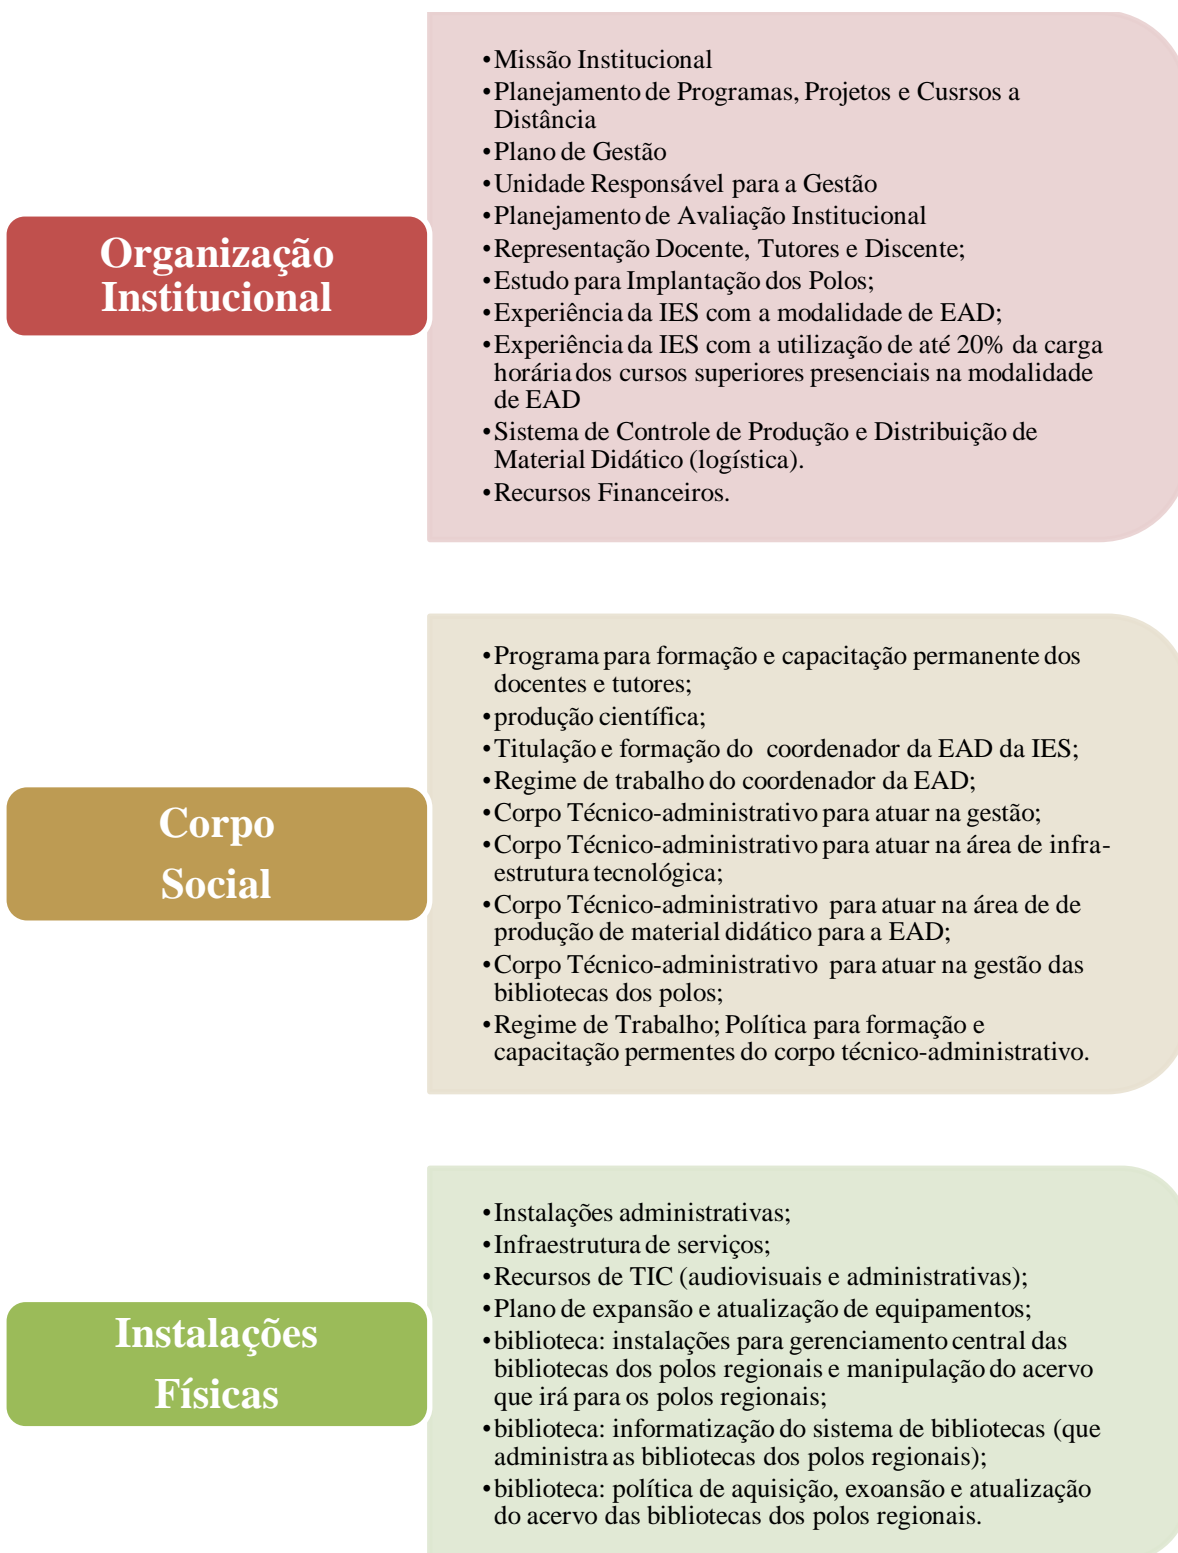 Organização
Institucional
•Missão Institucional
•Planejamento de Programas, Projetos e Cusrsos a
Distância
•Plano de Gestão
•Unidade Responsável para a Gestão
•Planejamento de Avaliação Institucional
•Representação Docente, Tutores e Discente;
•Estudo para Implantação dos Polos;
•Experiência da IES com a modalidade de EAD;
•Experiência da IES com a utilização de até 20% da carga
horária dos cursos superiores presenciais na modalidade
de EAD
•Sistema de Controle de Produção e Distribuição de
Material Didático (logística).
•Recursos Financeiros.
Corpo
Social
•Programa para formação e capacitação permanente dos
docentes e tutores;
•produção científica;
•Titulação e formação do coordenador da EAD da IES;
•Regime de trabalho do coordenador da EAD;
•Corpo Técnico-administrativo para atuar na gestão;
•Corpo Técnico-administrativo para atuar na área de infra-
estrutura tecnológica;
•Corpo Técnico-administrativo para atuar na área de de
produção de material didático para a EAD;
•Corpo Técnico-administrativo para atuar na gestão das
bibliotecas dos polos;
•Regime de Trabalho; Política para formação e
capacitação permentes do corpo técnico-administrativo.
Instalações
Físicas
•Instalações administrativas;
•Infraestrutura de serviços;
•Recursos de TIC (audiovisuais e administrativas);
•Plano de expansão e atualização de equipamentos;
•biblioteca: instalações para gerenciamento central das
bibliotecas dos polos regionais e manipulação do acervo
que irá para os polos regionais;
•biblioteca: informatização do sistema de bibliotecas (que
administra as bibliotecas dos polos regionais);
•biblioteca: política de aquisição, exoansão e atualização
do acervo das bibliotecas dos polos regionais.